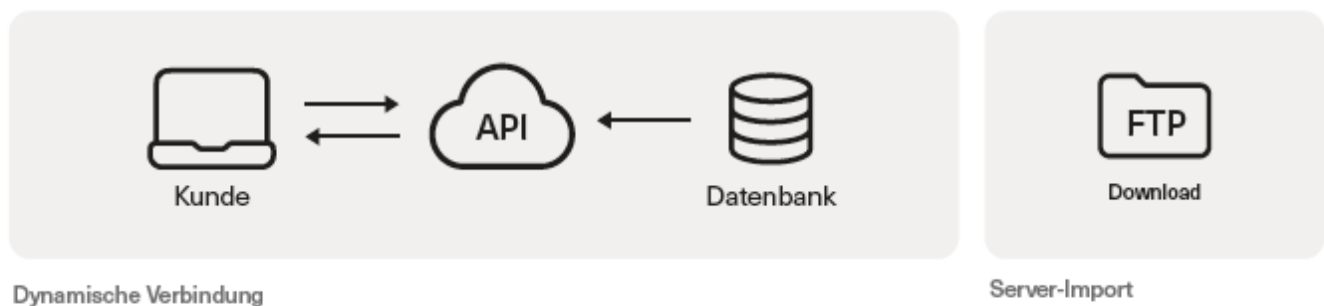 API
Kunde
Datenbank
Dynamische Verbindung
FTP
Download
Server-Import